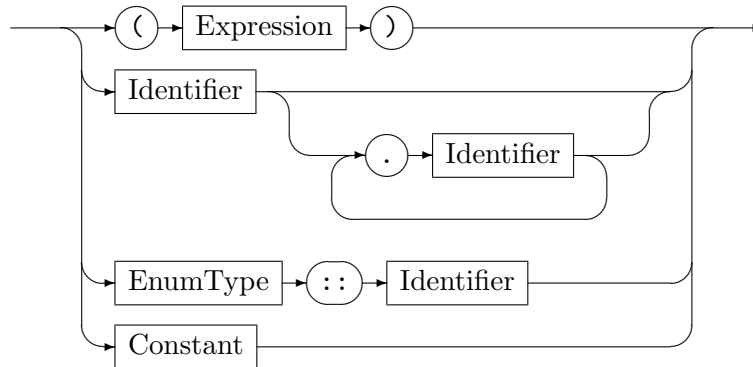 ( Expression )
Identifier
. Identifier
EnumType :: Identifier
Constant